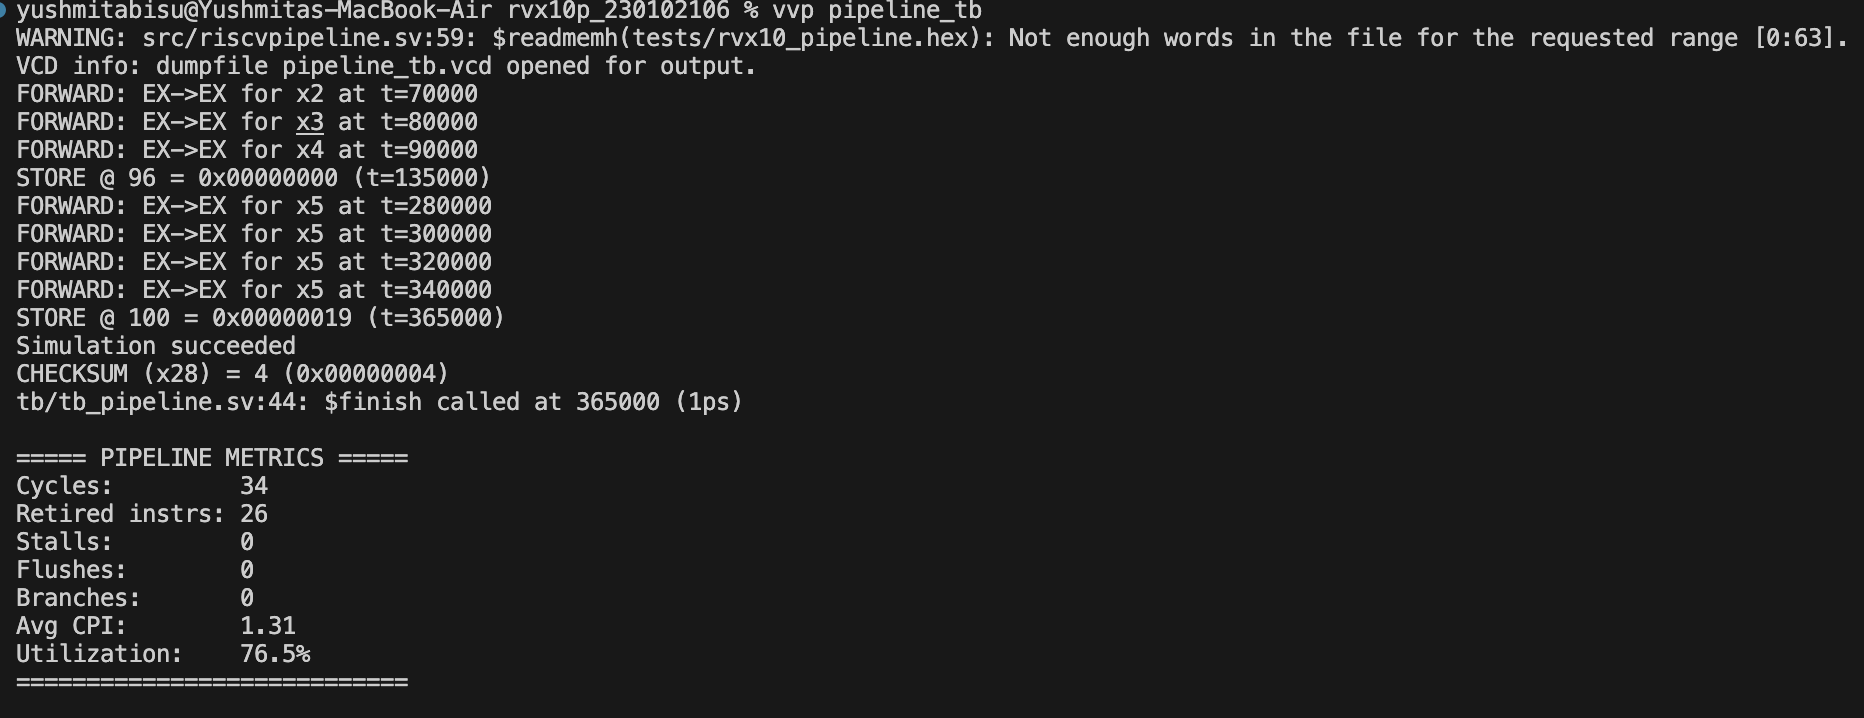 yushmitabisu@Yushmitas-MacBook-Air rvx10p_230102106 % vvp pipeline_tb
WARNING: src/riscvpipeline.sv:59: $readmemh(tests/rvx10_pipeline.hex): Not enough words in the file for the requested range [0:63].
VCD info: dumpfile pipeline_tb.vcd opened for output.
FORWARD: EX->EX for x2 at t=70000
FORWARD: EX->EX for x3 at t=80000
FORWARD: EX->EX for x4 at t=90000
STORE @ 96 = 0x00000000 (t=135000)
FORWARD: EX->EX for x5 at t=280000
FORWARD: EX->EX for x5 at t=300000
FORWARD: EX->EX for x5 at t=320000
FORWARD: EX->EX for x5 at t=340000
STORE @ 100 = 0x00000019 (t=365000)
Simulation succeeded
CHECKSUM (x28) = 4 (0x00000004)
tb/tb_pipeline.sv:44: $finish called at 365000 (1ps)

===== PIPELINE METRICS =====
Cycles:         34
Retired instrs: 26
Stalls:         0
Flushes:        0
Branches:       0
Avg CPI:        1.31
Utilization:    76.5%
============================